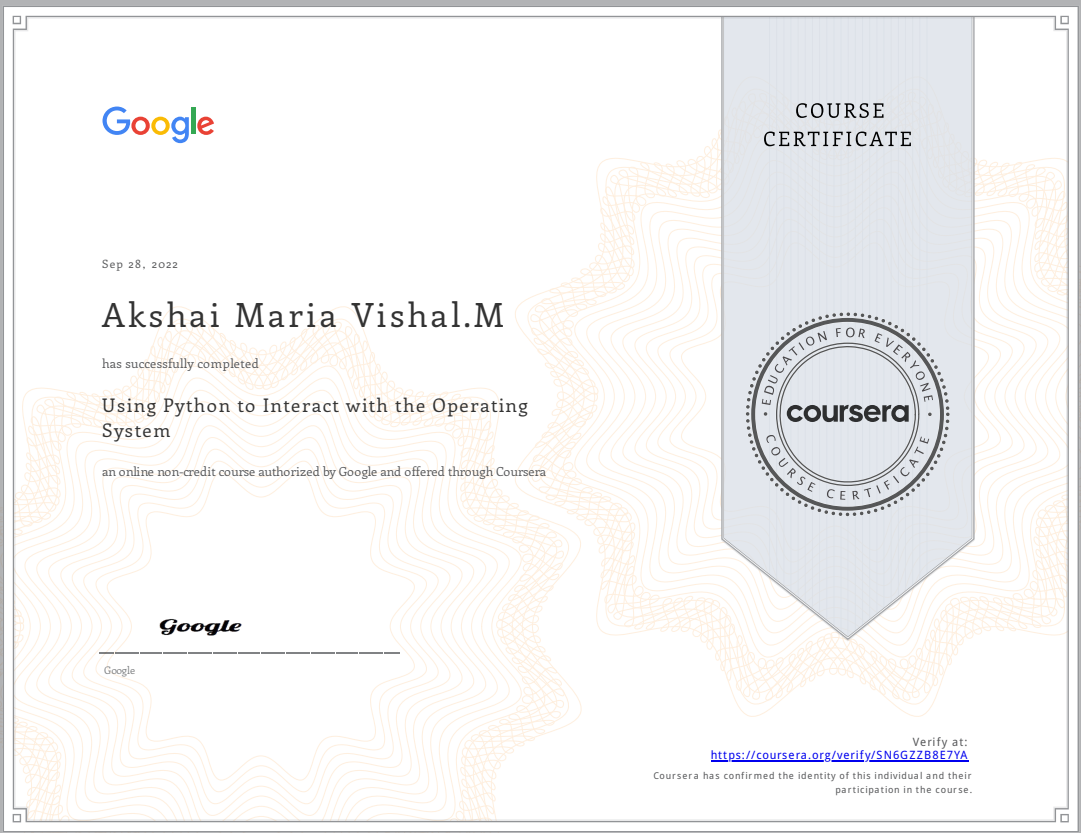 Google
COURSE
CERTIFICATE
Sep 28, 2022
Akshai Maria Vishal.M
has successfully completed
Using Python to Interact with the Operating
System
an online non-credit course authorized by Google and offered through Coursera
EDUCATION FOR EVERYONE
coursera
COURSE CERTIFICATE
Google
Google
Verify at:
https://coursera.org/verify/SN6GZZB8E7YA
Coursera has confirmed the identity of this individual and their
participation in the course.